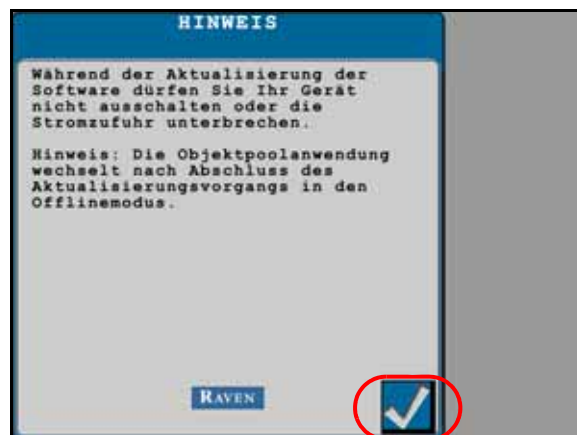 HINWEIS
Während der Aktualisierung der
Software dürfen Sie Ihr Gerät
nicht ausschalten oder die
Stromzufuhr unterbrechen.
Hinweis: Die Objektpoolanwendung
wechselt nach Abschluss des
Aktualisierungsvorgangs in den
Offlinemodus.
RAVEN